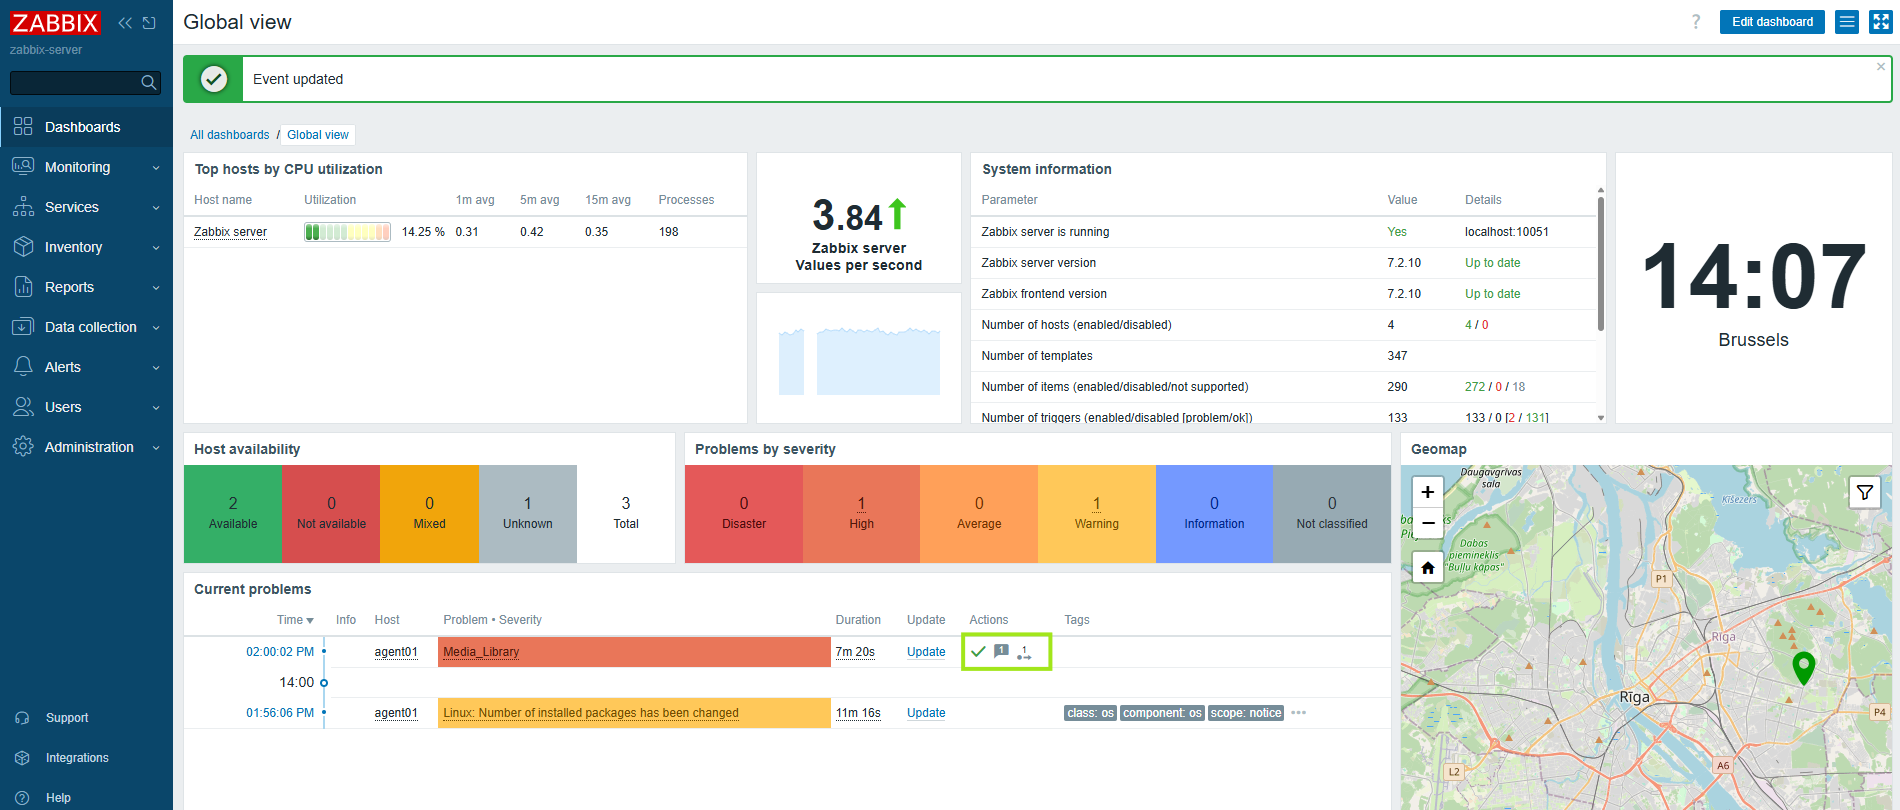 ZABBIX
zabbix-server
Dashboards
Monitoring
Services
Inventory
Reports
Data collection
Alerts
Users
Administration
Support
Integrations
Help
Global view
? Edit dashboard
Event updated
All dashboards / Global view
Top hosts by CPU utilization
Host name Utilization 1m avg 5m avg 15m avg Processes
Zabbix server 14.25 % 0.31 0.42 0.35 198
3.84
Zabbix server
Values per second
System information
Parameter Value Details
Zabbix server is running Yes localhost:10051
Zabbix server version 7.2.10 Up to date
Zabbix frontend version 7.2.10 Up to date
Number of hosts (enabled/disabled) 4 4 / 0
Number of templates 347
Number of items (enabled/disabled/not supported) 290 272 / 0 / 18
Number of triggers (enabled/disabled [problem/ok]) 133 133 / 0 [2 / 131]
14:07
Brussels
Host availability
2 0 0 1 3
Available Not available Mixed Unknown Total
Problems by severity
0 1 0 1 0 0
Disaster High Average Warning Information Not classified
Current problems
Time Info Host Problem • Severity Duration Update Actions Tags
02:00:02 PM agent01 Media_Library 7m 20s Update 1 1
14:00
01:56:06 PM agent01 Linux: Number of installed packages has been changed 11m 16s Update class: os component: os scope: notice •••
Geomap
+
−
Daugavgrīvas
sala
Ķīšezers
Dabas
piemineklis
"Buļļu kāpas"
P1
Rīga
Rīga
P4
A6
L2